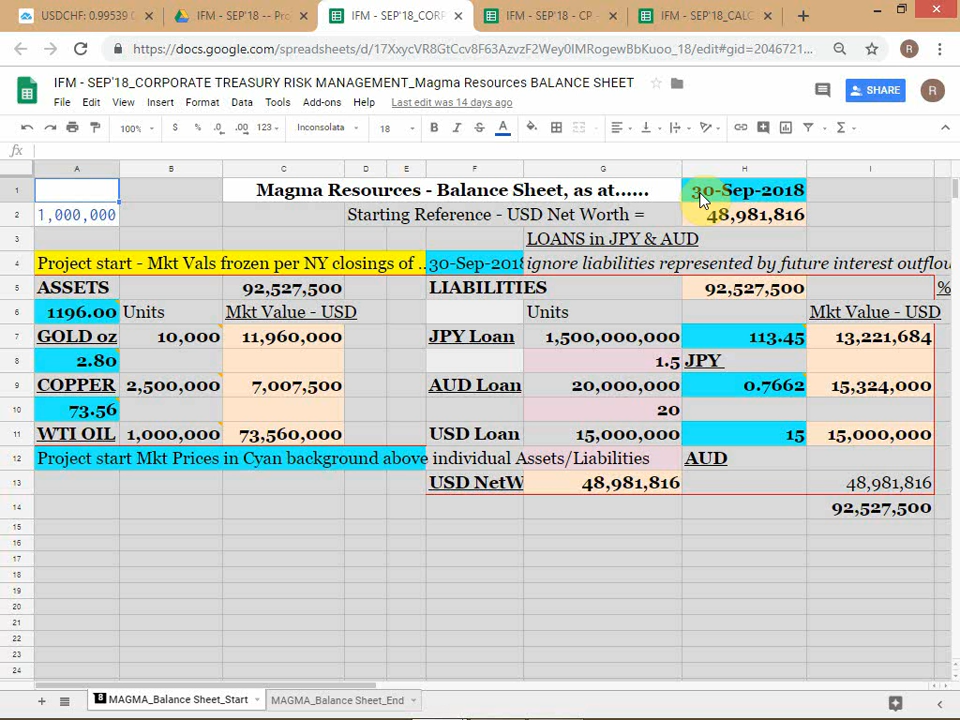 USDCHF: 0.99539 0
IFM - SEP'18 -- Pro
IFM - SEP'18_CORP
IFM - SEP'18 - CP -
IFM - SEP'18_CALC
https://docs.google.com/spreadsheets/d/17XxycVR8GtCcv8F63AzvzF2Wey0IMRogewBbKuoo_18/edit#gid=2046721...
R
IFM - SEP'18_CORPORATE TREASURY RISK MANAGEMENT_Magma Resources BALANCE SHEET
SHARE
R
File Edit View Insert Format Data Tools Add-ons Help Last edit was 14 days ago
100% $ % .0 .00 123 Inconsolata 18 B I S A
fx
A B C D E F G H I
1 Magma Resources - Balance Sheet, as at...... 30-Sep-2018
2 1,000,000 Starting Reference - USD Net Worth = 48,981,816
3 LOANS in JPY & AUD
4 Project start - Mkt Vals frozen per NY closings of .. 30-Sep-2018 ignore liabilities represented by future interest outflow
5 ASSETS 92,527,500 LIABILITIES 92,527,500 %
6 1196.00 Units Mkt Value - USD Units Mkt Value - USD
7 GOLD oz 10,000 11,960,000 JPY Loan 1,500,000,000 113.45 13,221,684
8 2.80 1.5 JPY
9 COPPER 2,500,000 7,007,500 AUD Loan 20,000,000 0.7662 15,324,000
10 73.56 20
11 WTI OIL 1,000,000 73,560,000 USD Loan 15,000,000 15 15,000,000
12 Project start Mkt Prices in Cyan background above individual Assets/Liabilities AUD
13 USD NetW 48,981,816 48,981,816
14 92,527,500
15
16
17
18
19
20
21
22
23
24
8 MAGMA_Balance Sheet_Start MAGMA_Balance Sheet_End